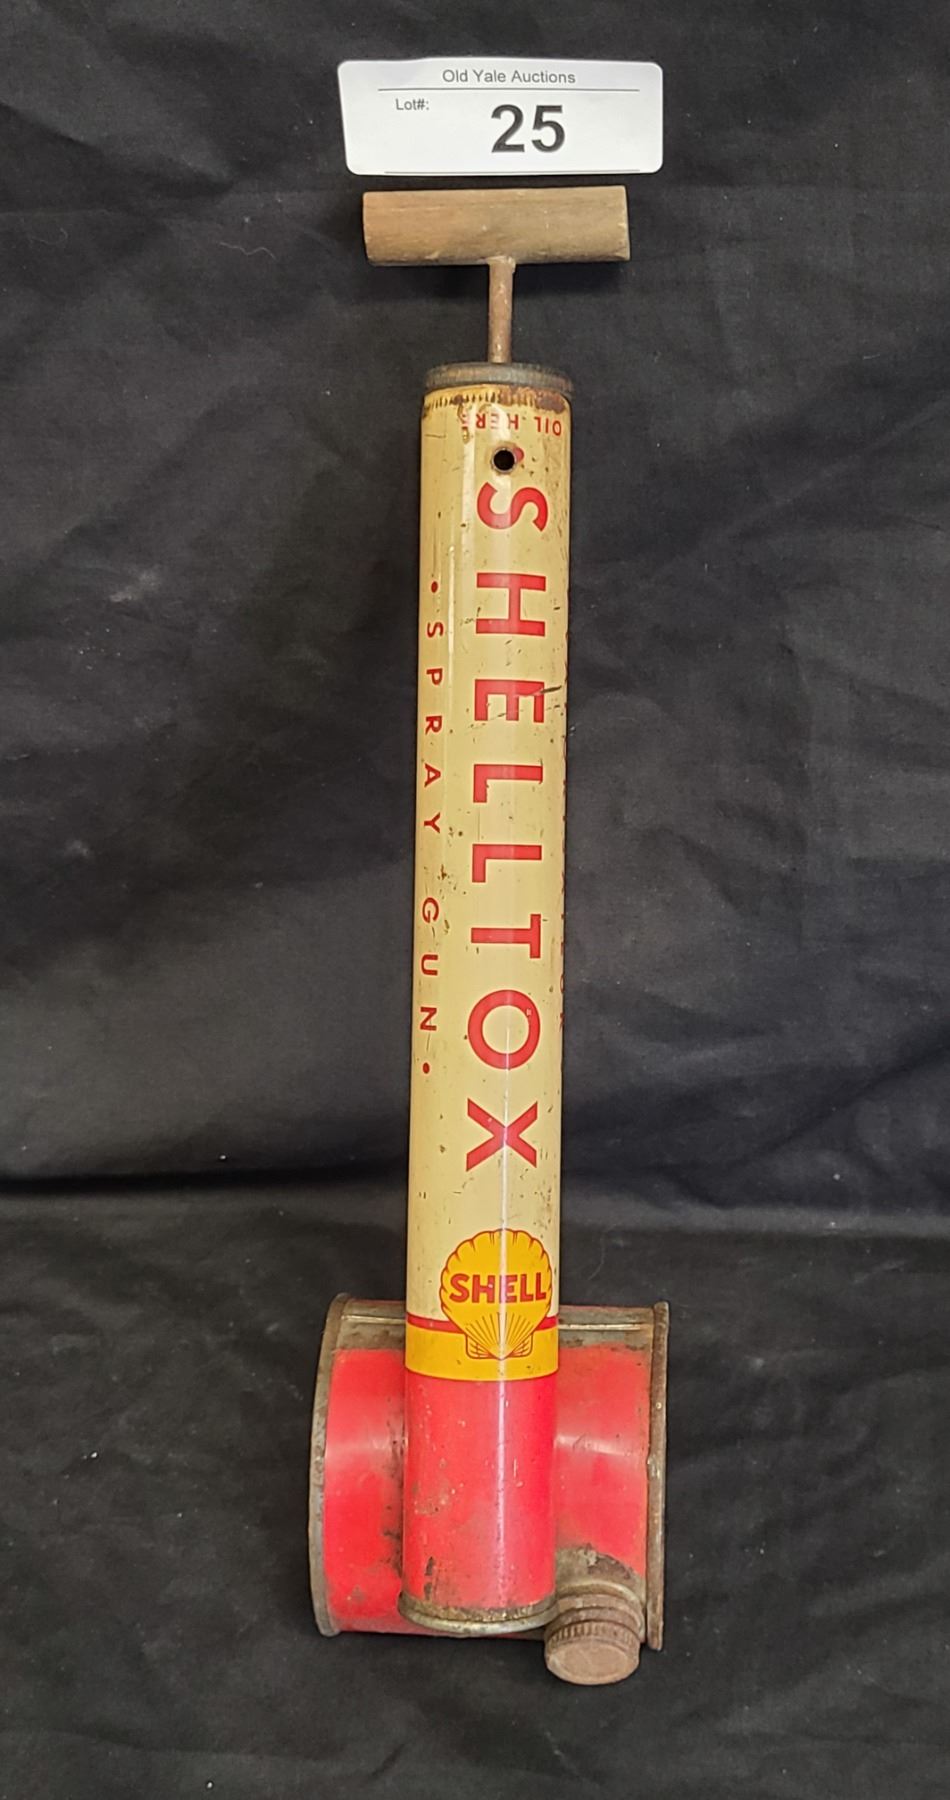 Old Yale Auctions
Lot#:
25
OIL HERE
SHELLTOX
• SPRAY GUN •
SHELL